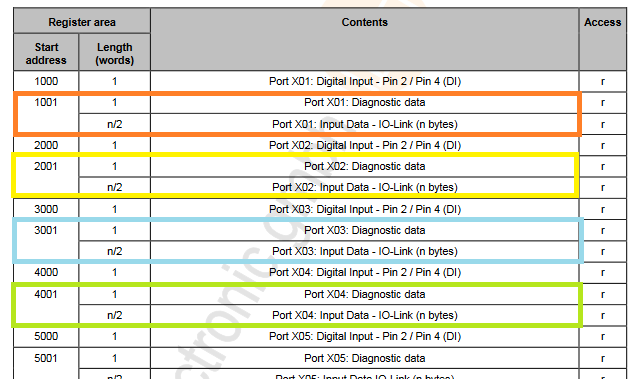 Register area Contents Access
Start address Length (words)
1000 1 Port X01: Digital Input - Pin 2 / Pin 4 (DI) r
1001 1 Port X01: Diagnostic data r
n/2 Port X01: Input Data - IO-Link (n bytes) r
2000 1 Port X02: Digital Input - Pin 2 / Pin 4 (DI) r
2001 1 Port X02: Diagnostic data r
n/2 Port X02: Input Data - IO-Link (n bytes) r
3000 1 Port X03: Digital Input - Pin 2 / Pin 4 (DI) r
3001 1 Port X03: Diagnostic data r
n/2 Port X03: Input Data - IO-Link (n bytes) r
4000 1 Port X04: Digital Input - Pin 2 / Pin 4 (DI) r
4001 1 Port X04: Diagnostic data r
n/2 Port X04: Input Data - IO-Link (n bytes) r
5000 1 Port X05: Digital Input - Pin 2 / Pin 4 (DI) r
5001 1 Port X05: Diagnostic data r
n/2 Port X05: Input Data IO-Link (n bytes) r
ctronic gmbh